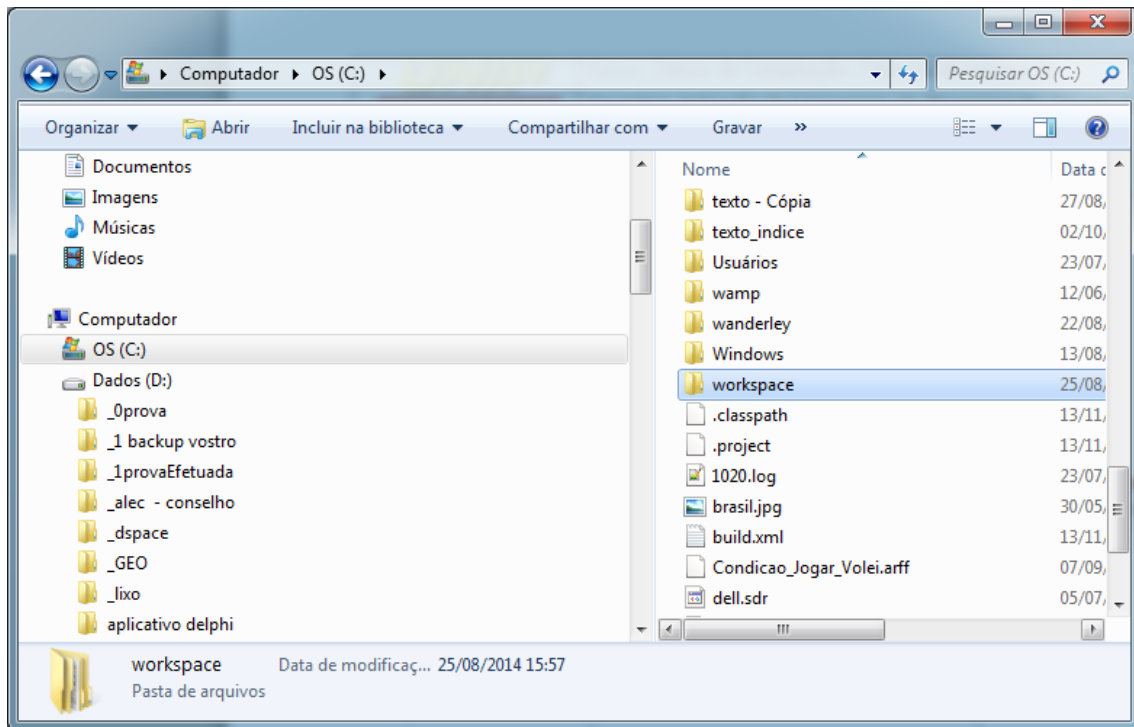 Computador OS (C:) Pesquisar OS (C:)
Organizar Abrir Incluir na biblioteca Compartilhar com Gravar »
Documentos
Imagens
Músicas
Vídeos
Computador
OS (C:)
Dados (D:)
_0prova
_1 backup vostro
_1provaEfetuada
_alec - conselho
_dspace
_GEO
_lixo
aplicativo delphi
Nome Data d
texto - Cópia 27/08/
texto_indice 02/10/
Usuários 23/07/
wamp 12/06/
wanderley 22/08/
Windows 13/08/
workspace 25/08/
.classpath 13/11/
.project 13/11/
1020.log 23/07/
brasil.jpg 30/05/
build.xml 13/11/
Condicao_Jogar_Volei.arff 07/09/
dell.sdr 05/07/
workspace Data de modificaç... 25/08/2014 15:57
Pasta de arquivos